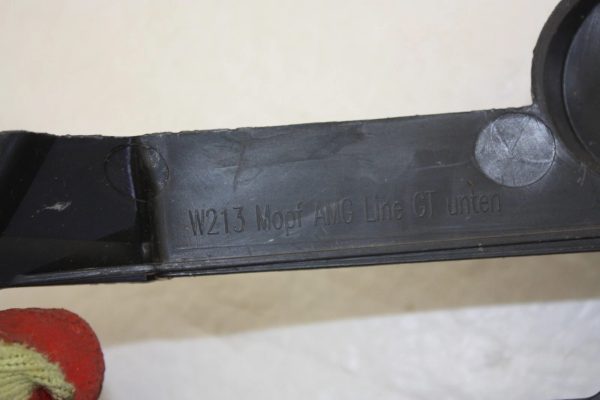 W213 Mopf AMG Line GT unten